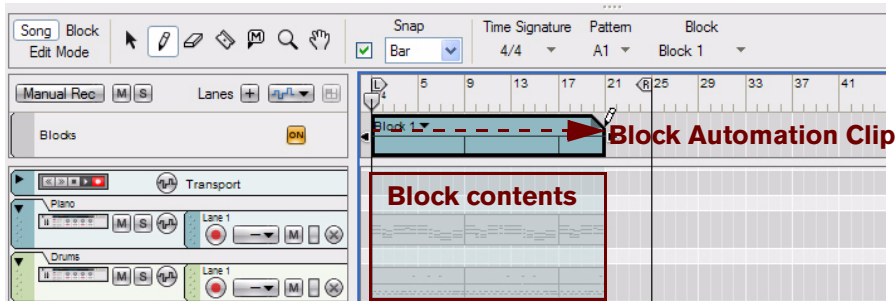 Song Block
Edit Mode
Snap
Bar
Time Signature
4/4
Pattern
A1
Block
Block 1
Manual Rec M S Lanes
L 5 9 13 17 21 R 25 29 33 37 41
4
Blocks ON
Block 1
Block Automation Clip
Transport
Block contents
Piano
M S Lane 1
M
Drums
M S Lane 1
M